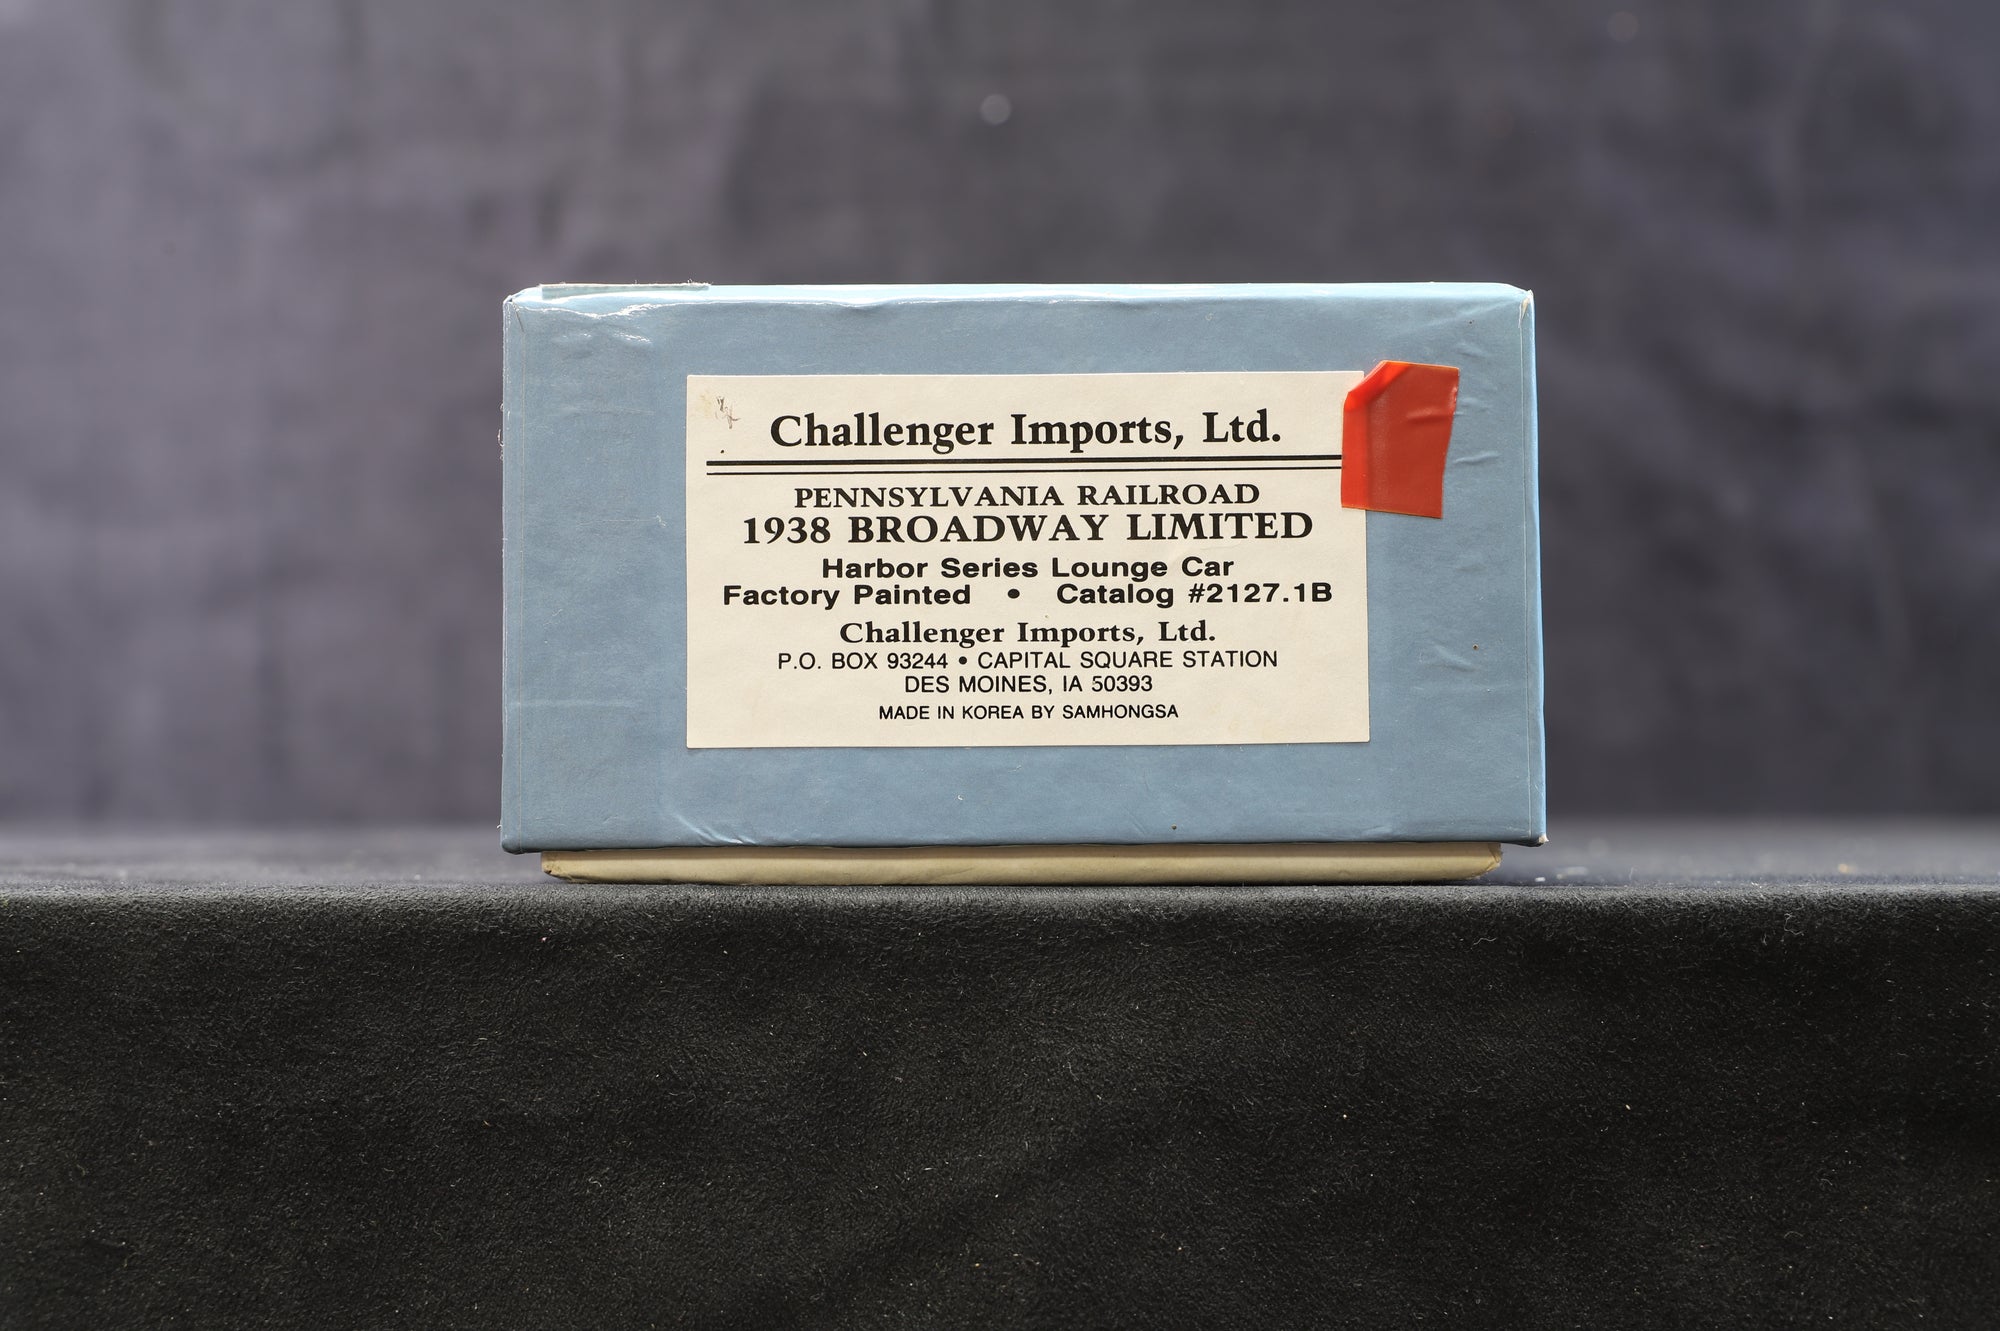 Challenger Imports, Ltd.
PENNSYLVANIA RAILROAD
1938 BROADWAY LIMITED
Harbor Series Lounge Car
Factory Painted • Catalog #2127.1B
Challenger Imports, Ltd.
P.O. BOX 93244 • CAPITAL SQUARE STATION
DES MOINES, IA 50393
MADE IN KOREA BY SAMHONGSA